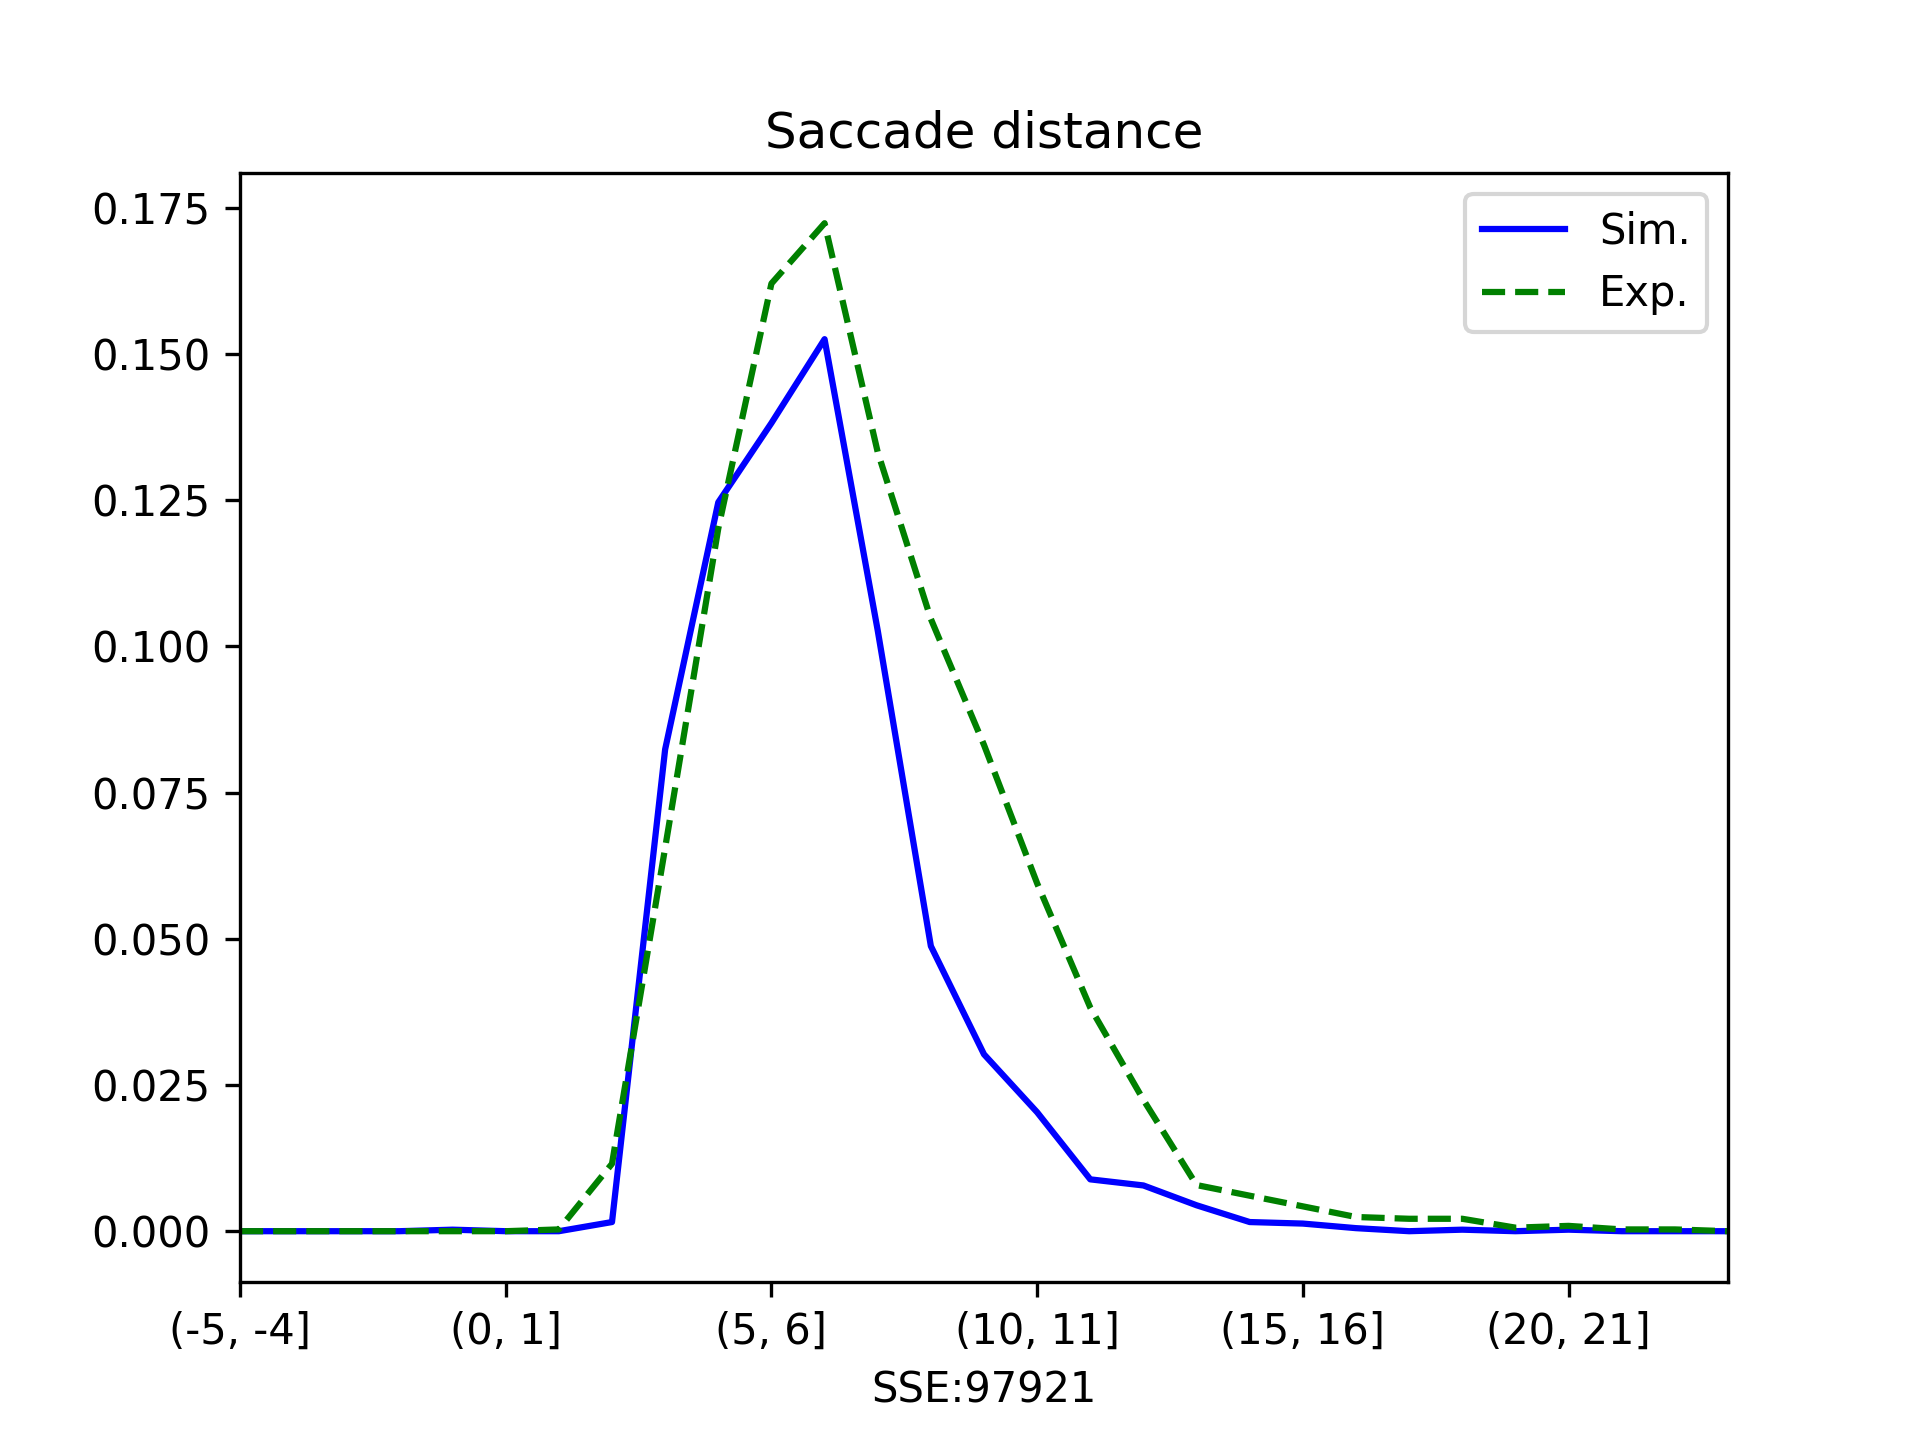 Saccade distance
0.175
0.150
0.125
0.100
0.075
0.050
0.025
0.000
Sim.
Exp.
(-5, -4] (0, 1] (5, 6] (10, 11] (15, 16] (20, 21]
SSE:97921